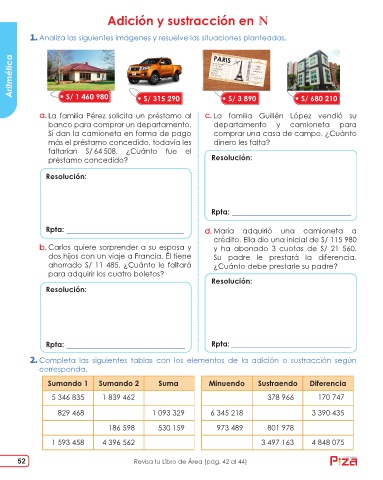 Adición y sustracción en ℕ
1. Analiza las siguientes imágenes y resuelve las situaciones planteadas.
Aritmética
PARIS
S/ 1 460 980
S/ 315 290
S/ 3 890
S/ 680 210
a. La familia Pérez solicita un préstamo al
banco para comprar un departamento.
Si dan la camioneta en forma de pago
más el préstamo concedido, todavía les
faltarían S/ 64 508. ¿Cuánto fue el
préstamo concedido?
Resolución:
Rpta:
b. Carlos quiere sorprender a su esposa y
dos hijos con un viaje a Francia. Él tiene
ahorrado S/ 11 485. ¿Cuánto le faltará
para adquirir los cuatro boletos?
Resolución:
Rpta:
c. La familia Guillén López vendió su
departamento y camioneta para
comprar una casa de campo. ¿Cuánto
dinero les falta?
Resolución:
Rpta:
d. María adquirió una camioneta a
crédito. Ella dio una inicial de S/ 115 980
y ha abonado 3 cuotas de S/ 21 560.
Su padre le prestará la diferencia.
¿Cuánto debe prestarle su padre?
Resolución:
Rpta:
2. Completa las siguientes tablas con los elementos de la adición o sustracción según
corresponda.
Sumando 1 Sumando 2 Suma
5 346 835 1 839 462
829 468 1 093 329
186 598 530 159
1 593 458 4 396 562
Minuendo Sustraendo Diferencia
378 966 170 747
6 345 218 3 390 435
973 489 801 978
3 497 163 4 848 075
52
Revisa tu Libro de Área (pág. 42 al 44)
Piza